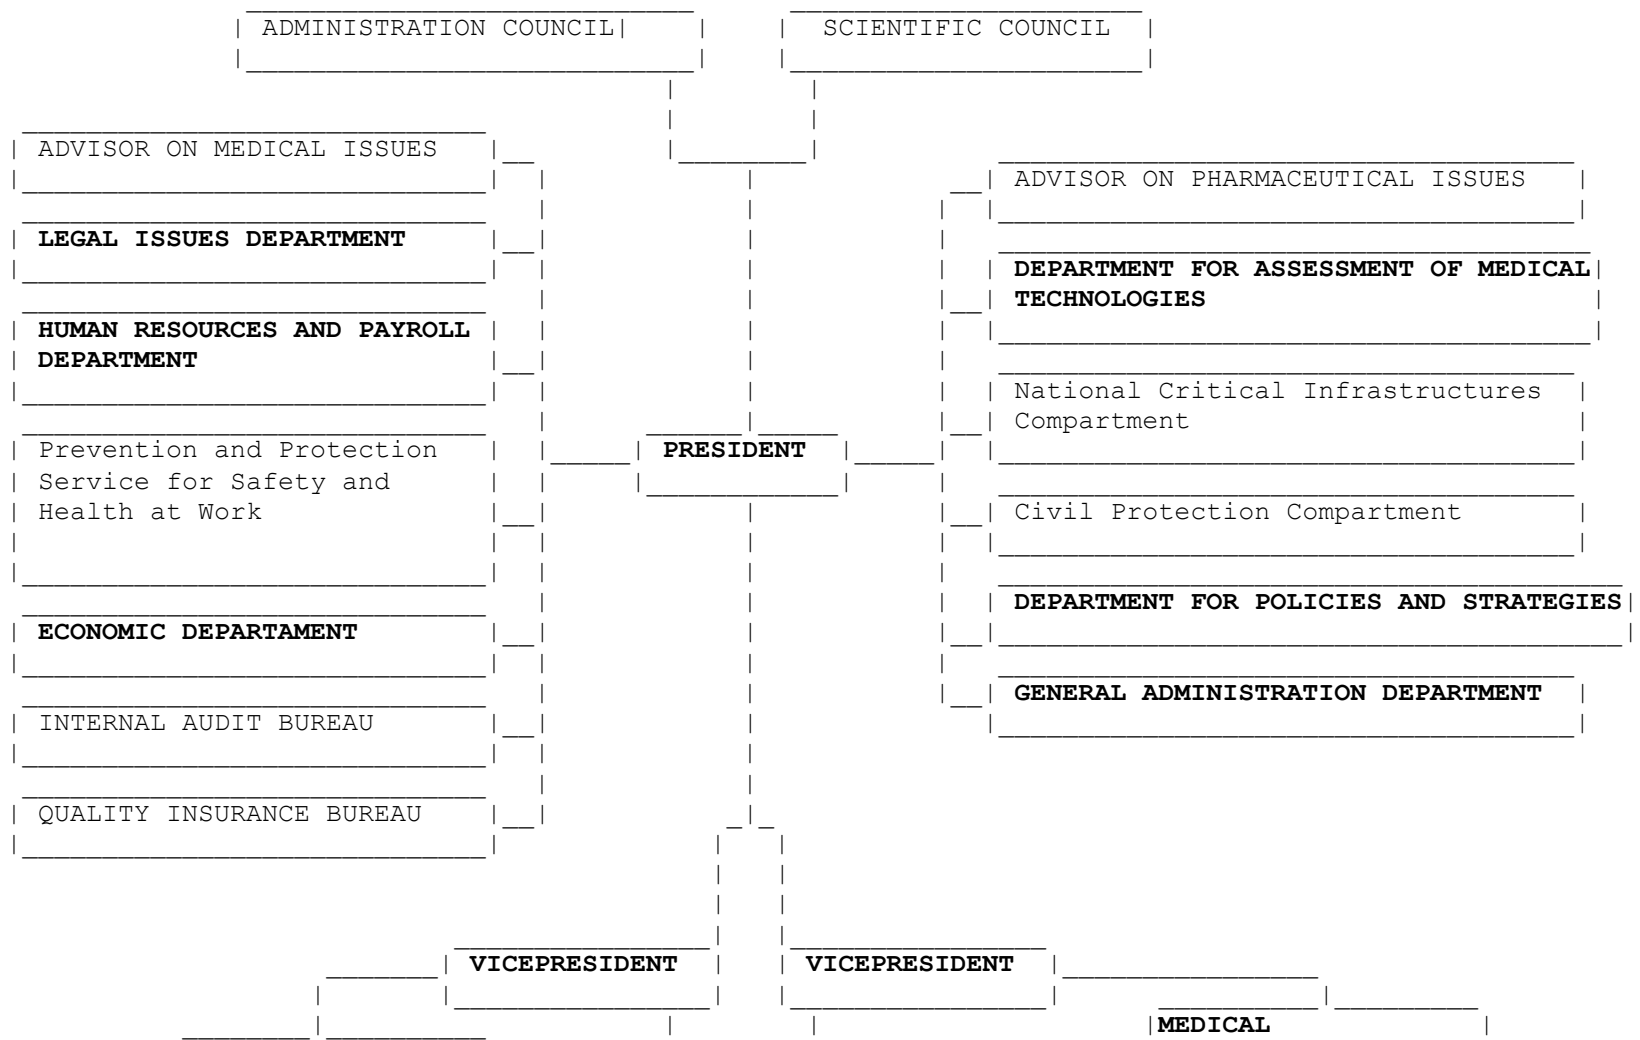 ADMINISTRATION COUNCIL
SCIENTIFIC COUNCIL
ADVISOR ON MEDICAL ISSUES
LEGAL ISSUES DEPARTMENT
HUMAN RESOURCES AND PAYROLL
DEPARTMENT
Prevention and Protection
Service for Safety and
Health at Work
ECONOMIC DEPARTAMENT
INTERNAL AUDIT BUREAU
QUALITY INSURANCE BUREAU
PRESIDENT
ADVISOR ON PHARMACEUTICAL ISSUES
DEPARTMENT FOR ASSESSMENT OF MEDICAL
TECHNOLOGIES
National Critical Infrastructures
Compartment
Civil Protection Compartment
DEPARTMENT FOR POLICIES AND STRATEGIES
GENERAL ADMINISTRATION DEPARTMENT
VICEPRESIDENT
VICEPRESIDENT
MEDICAL